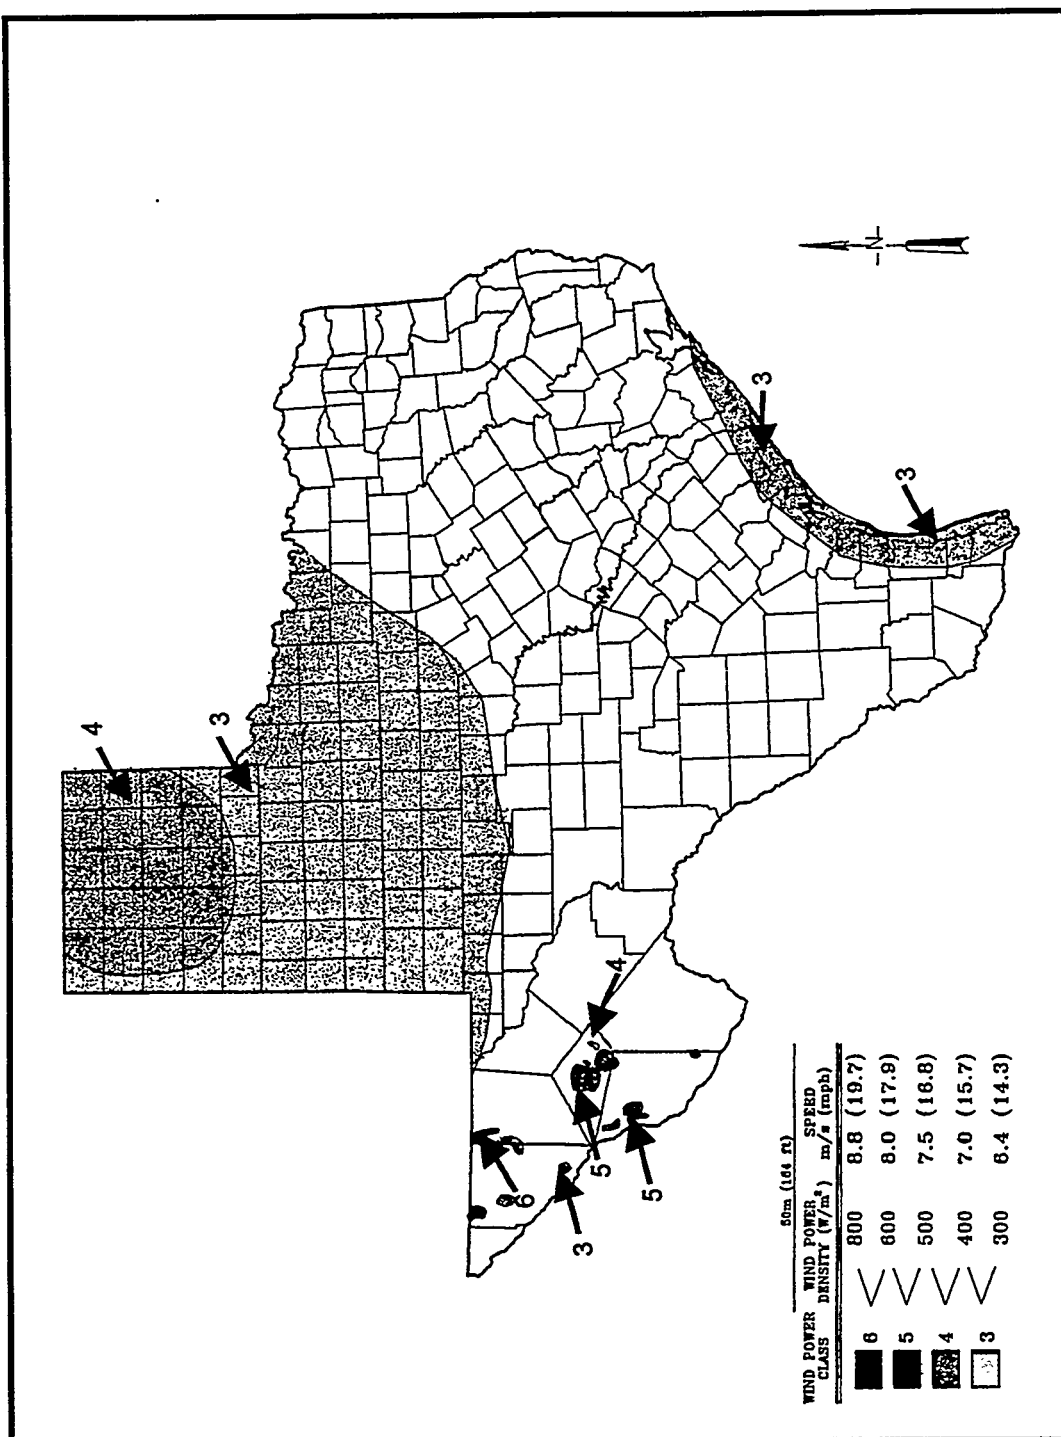 4
3
3
3
4
5
5
6
3
-N-
50m (164 ft)
WIND POWER CLASS WIND POWER DENSITY (W/m²) SPEED m/s (mph)
800 8.8 (19.7)
6
600 8.0 (17.9)
5
500 7.5 (16.8)
4
400 7.0 (15.7)
3
300 6.4 (14.3)